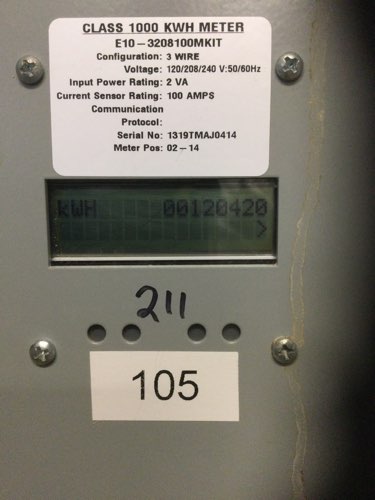 CLASS 1000 KWH METER
E10-3208100MKIT
Configuration: 3 WIRE
Voltage: 120/208/240 V:50/60Hz
Input Power Rating: 2 VA
Current Sensor Rating: 100 AMPS
Communication
Protocol:
Serial No: 1319TMAJ0414
Meter Pos: 02-14
kWH 00120420
>
211
105